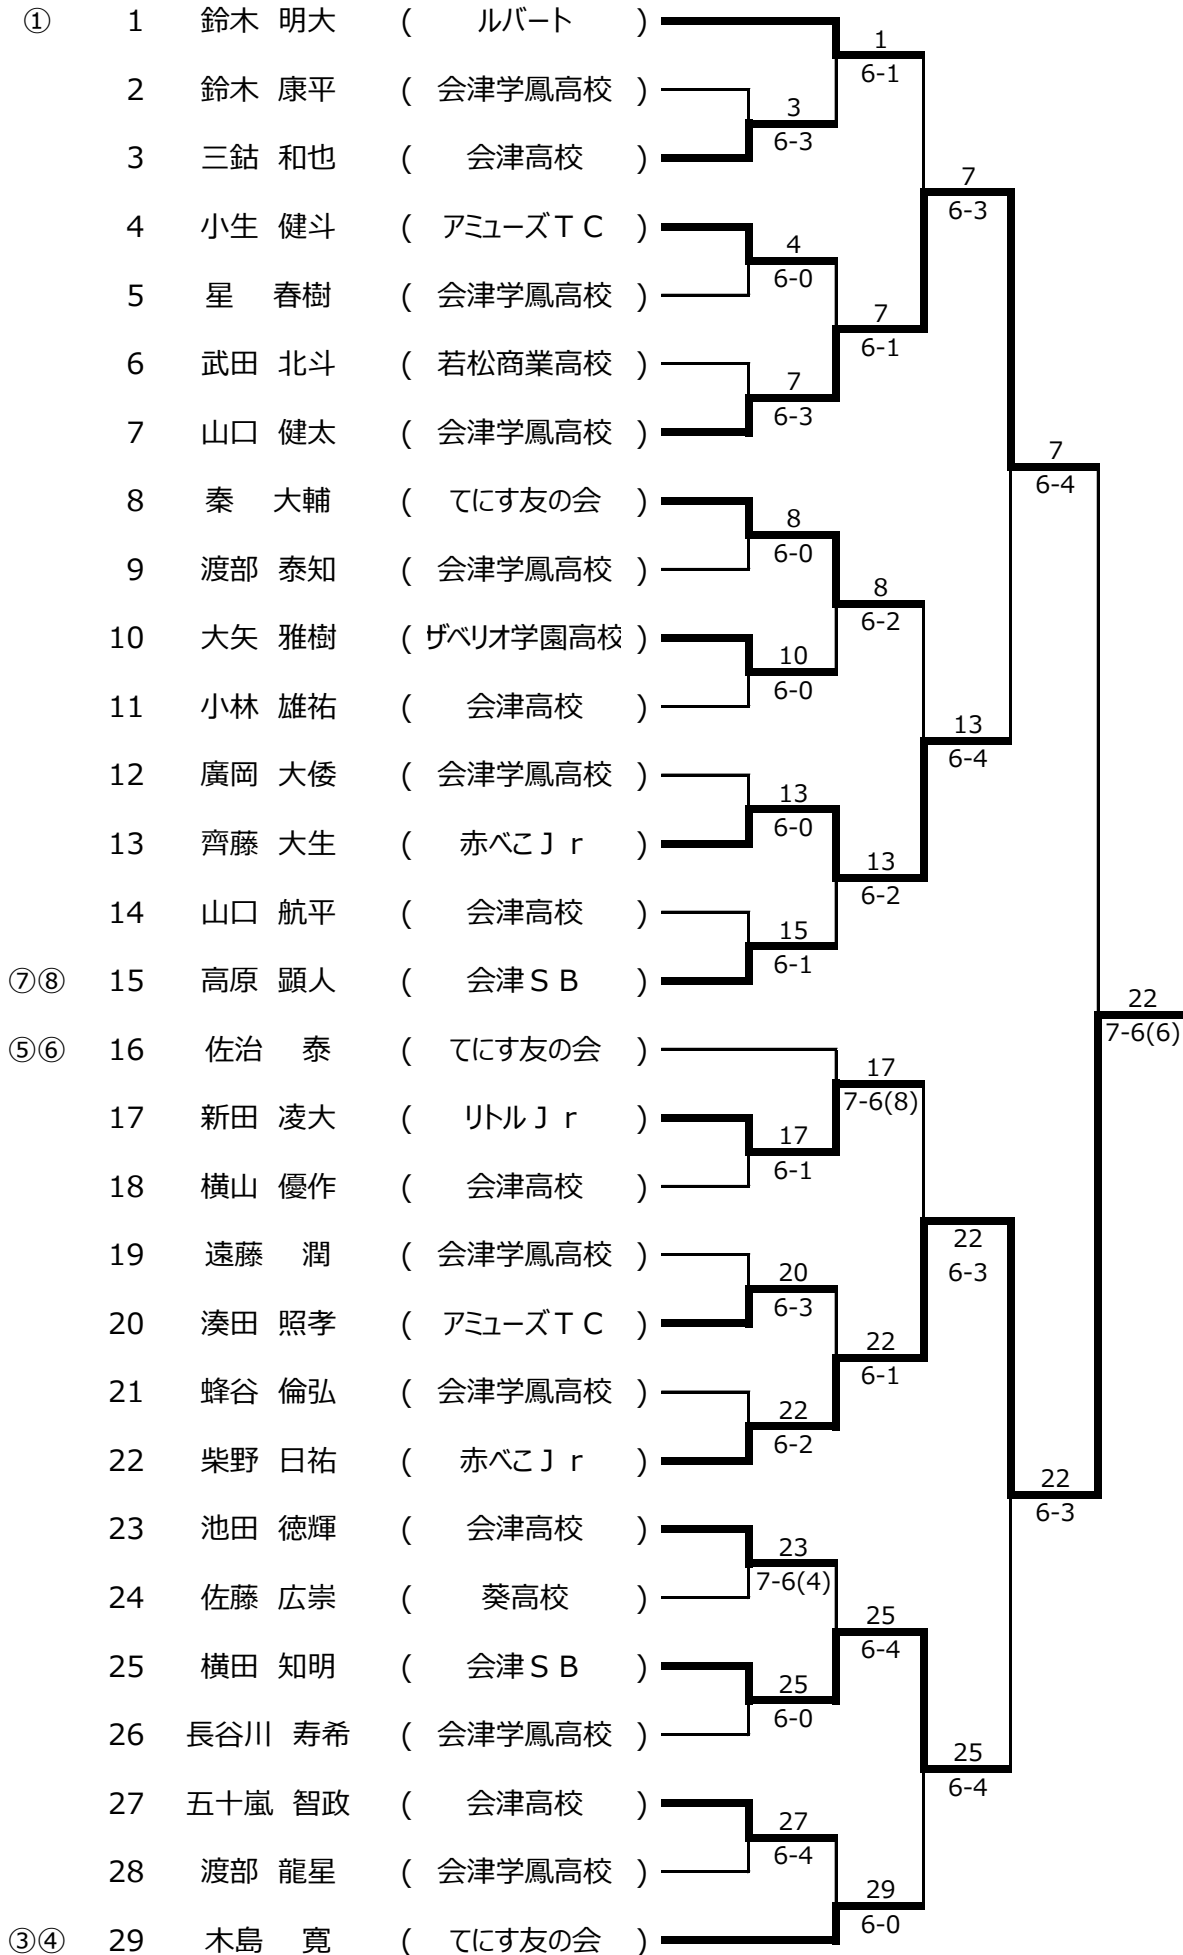 ① 1 鈴木 明大 ( ルバート )
1
6-1
2 鈴木 康平 ( 会津学鳳高校 )
3
6-3
3 三鈷 和也 ( 会津高校 )
7
6-3
4 小生 健斗 ( アミューズＴＣ )
4
6-0
5 星 春樹 ( 会津学鳳高校 )
7
6-1
6 武田 北斗 ( 若松商業高校 )
7
6-3
7 山口 健太 ( 会津学鳳高校 )
7
6-4
8 秦 大輔 ( てにす友の会 )
8
6-0
9 渡部 泰知 ( 会津学鳳高校 )
8
6-2
10 大矢 雅樹 ( ザベリオ学園高校 )
10
6-0
11 小林 雄祐 ( 会津高校 )
13
6-4
12 廣岡 大倭 ( 会津学鳳高校 )
13
6-0
13 齊藤 大生 ( 赤べこＪｒ )
13
6-2
14 山口 航平 ( 会津高校 )
15
6-1
⑦⑧ 15 高原 顕人 ( 会津ＳＢ )
22
7-6(6)
⑤⑥ 16 佐治 泰 ( てにす友の会 )
17
7-6(8)
17 新田 凌大 ( リトルＪｒ )
17
6-1
18 横山 優作 ( 会津高校 )
22
6-3
19 遠藤 潤 ( 会津学鳳高校 )
20
6-3
20 湊田 照孝 ( アミューズＴＣ )
22
6-1
21 蜂谷 倫弘 ( 会津学鳳高校 )
22
6-2
22 柴野 日祐 ( 赤べこＪｒ )
22
6-3
23 池田 徳輝 ( 会津高校 )
23
7-6(4)
24 佐藤 広崇 ( 葵高校 )
25
6-4
25 横田 知明 ( 会津ＳＢ )
25
6-0
26 長谷川 寿希 ( 会津学鳳高校 )
25
6-4
27 五十嵐 智政 ( 会津高校 )
27
6-4
28 渡部 龍星 ( 会津学鳳高校 )
29
6-0
③④ 29 木島 寛 ( てにす友の会 )